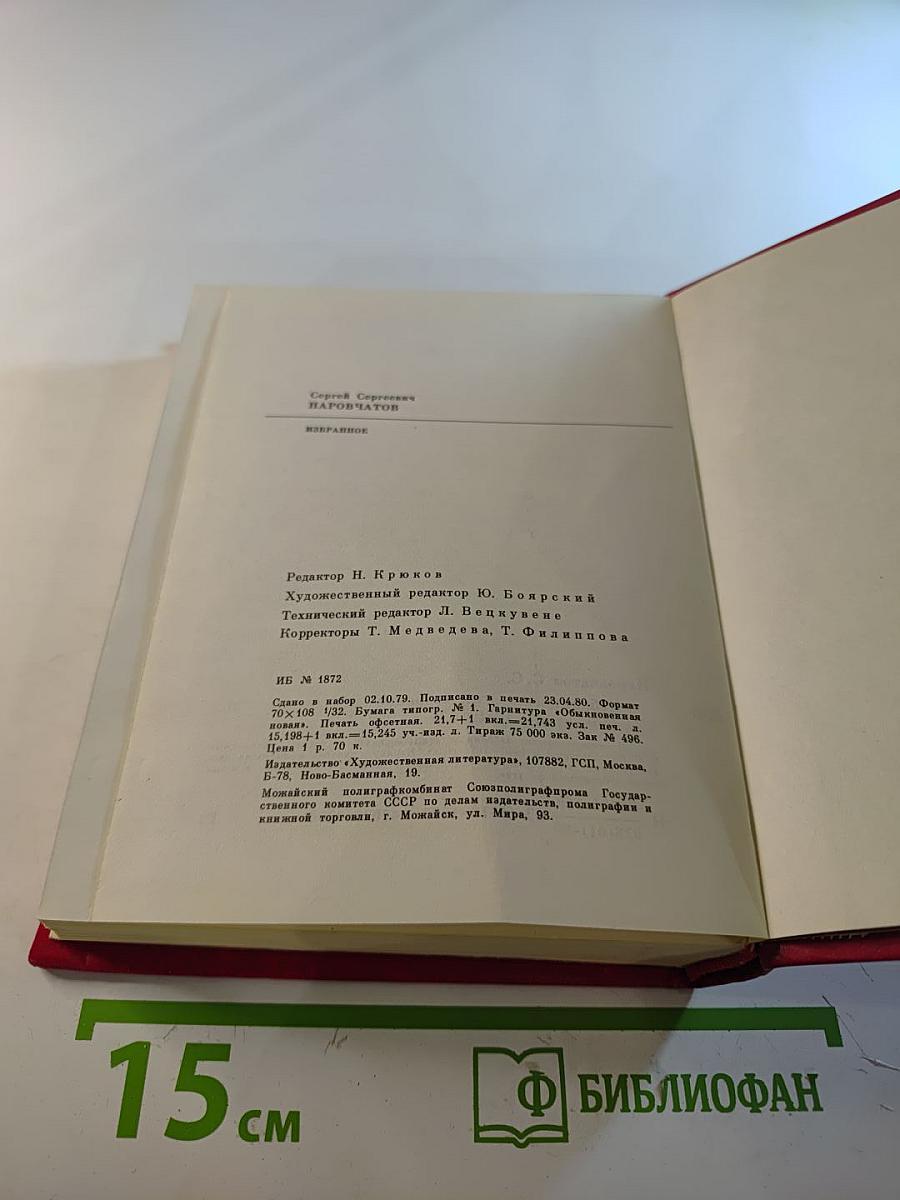 Сергей Сергеевич
НАРОВЧАТОВ
ИЗБРАННОЕ
Редактор Н. Крюков
Художественный редактор Ю. Боярский
Технический редактор Л. Вецкувене
Корректоры Т. Медведева, Т. Филиппова
ИБ № 1872
Сдано в набор 02.10.79. Подписано в печать 23.04.80. Формат
70×108 1/32. Бумага типогр. № 1. Гарнитура «Обыкновенная
новая». Печать офсетная. 21,7+1 вкл.=21,743 усл. печ. л.
15,198+1 вкл.=15,245 уч.-изд. л. Тираж 75 000 экз. Зак № 496.
Цена 1 р. 70 к.
Издательство «Художественная литература», 107882, ГСП, Москва,
Б-78, Ново-Басманная, 19.
Можайский полиграфкомбинат Союзполиграфпрома Государ-
ственного комитета СССР по делам издательств, полиграфии и
книжной торговли, г. Можайск, ул. Мира, 93.
15 см
Ф БИБЛИОФАН